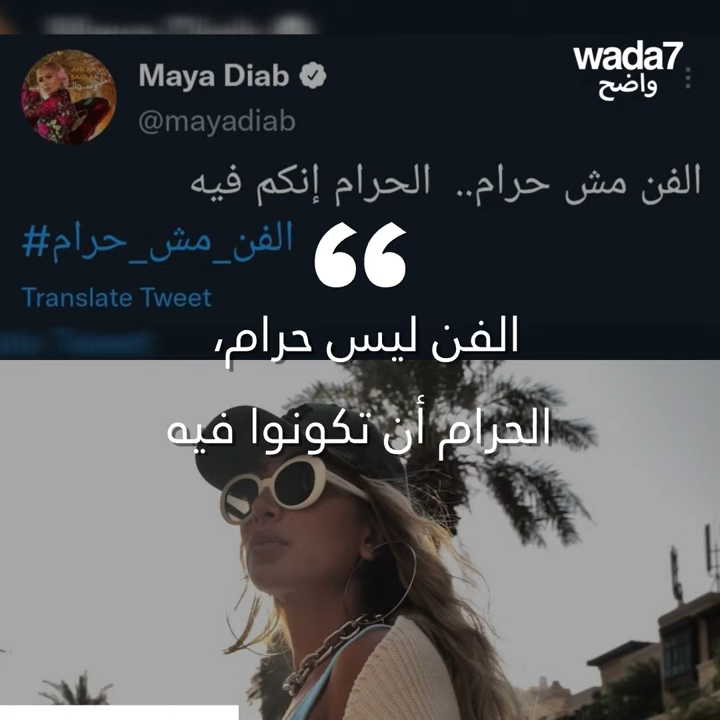 wada7
واضح
Maya Diab
@mayadiab
الفن مش حرام.. الحرام إنكم فيه
#الفن_مش_حرام
Translate Tweet
الفن ليس حرام،
الحرام أن تكونوا فيه